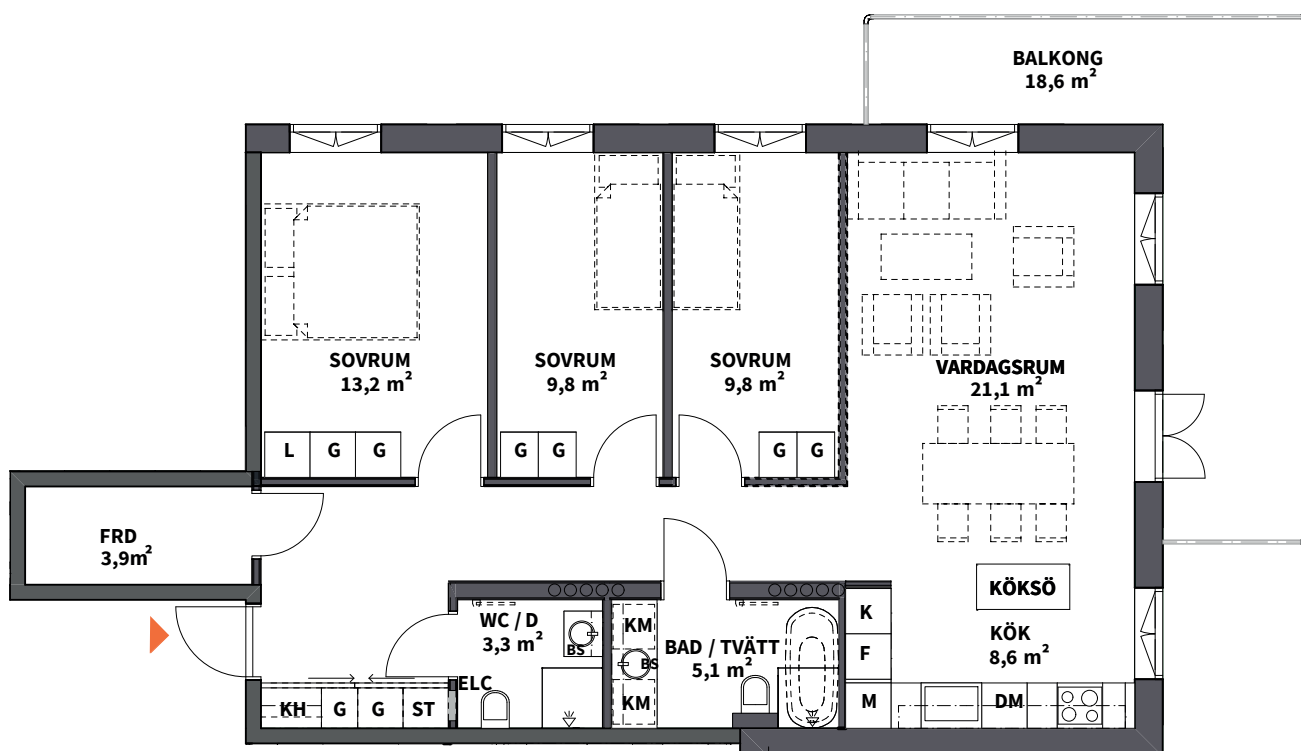 BALKONG
18,6 m²
SOVRUM
13,2 m²
SOVRUM
9,8 m²
SOVRUM
9,8 m²
VARDAGSRUM
21,1 m²
L G G
G G
G G
FRD
3,9m²
KÖKSÖ
KÖK
8,6 m²
WC / D
3,3 m²
BS
KM
BS
KM
BAD / TVÄTT
5,1 m²
K
F
M
DM
ELC
KH G G ST